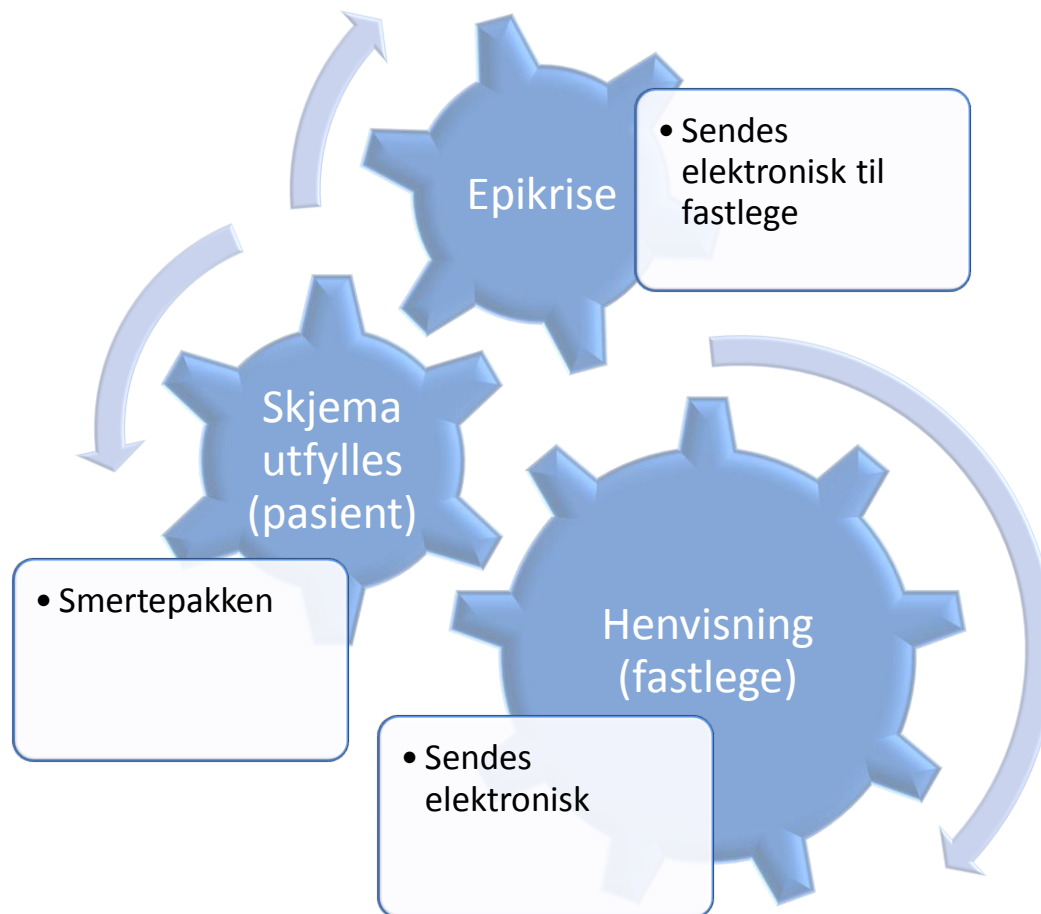 Epikrise
• Sendes
elektronisk til
fastlege
Skjema
utfylles
(pasient)
• Smertepakken
Henvisning
(fastlege)
• Sendes
elektronisk